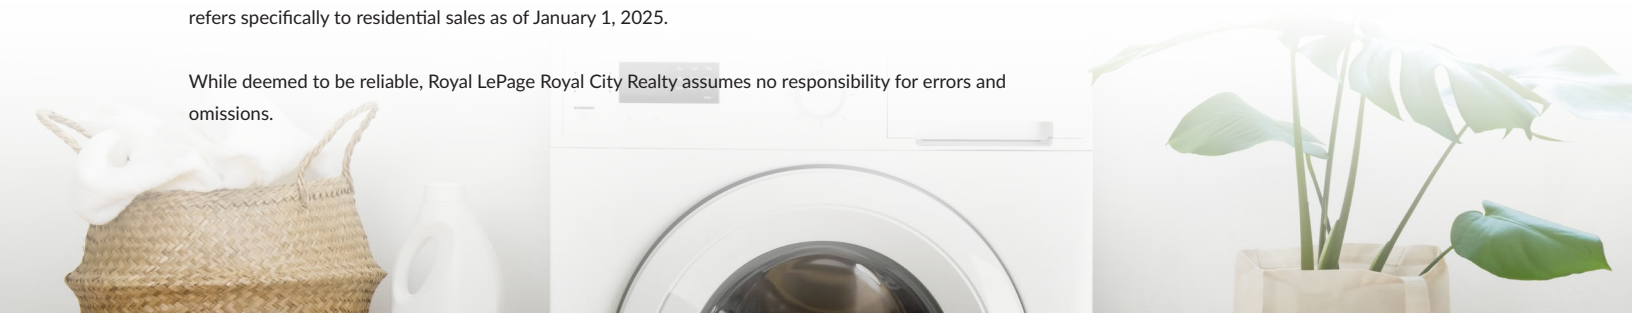 refers specifically to residential sales as of January 1, 2025.
While deemed to be reliable, Royal LePage Royal City Realty assumes no responsibility for errors and
omissions.